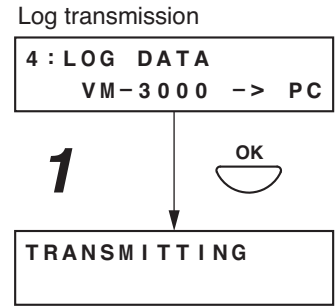 Log transmission
4:LOG DATA
VM-3000 -> PC
1
OK
TRANSMITTING